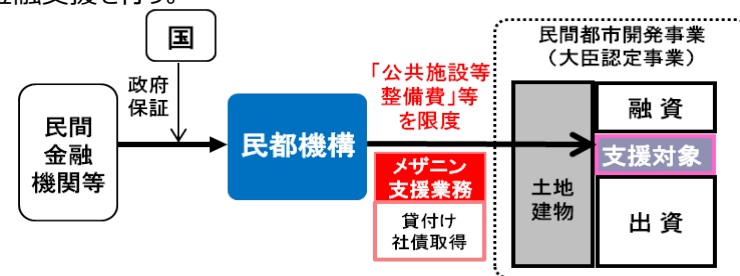 金融支援を行う。
国
民間都市開発事業
（大臣認定事業）
政府
保証
「公共施設等
整備費」等
を限度
民間
金融
機関等
民都機構
メザニン
支援業務
貸付け
社債取得
土地
建物
融 資
支援対象
出 資